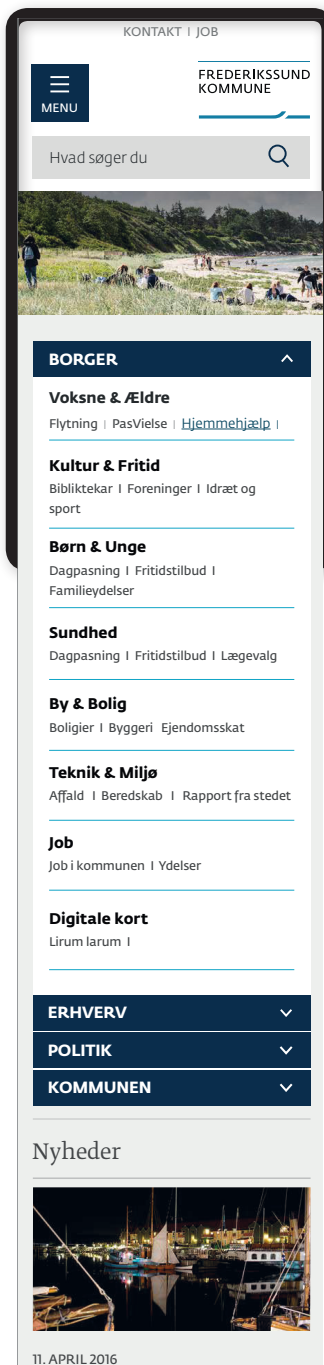 KONTAKT I JOB
MENU
FREDERIKSSUND
KOMMUNE
Hvad søger du
BORGER
Voksne & Ældre
Flytning | PasVielse | Hjemmehjælp |
Kultur & Fritid
Bibliktekar I Foreninger I Idræt og
sport
Børn & Unge
Dagpasning I Fritidstilbud I
Familieydelser
Sundhed
Dagpasning I Fritidstilbud I Lægevalg
By & Bolig
Boligier I Byggeri Ejendomsskat
Teknik & Miljø
Affald I Beredskab I Rapport fra stedet
Job
Job i kommunen I Ydelser
Digitale kort
Lirum larum I
ERHVERV
POLITIK
KOMMUNEN
Nyheder
11. APRIL 2016